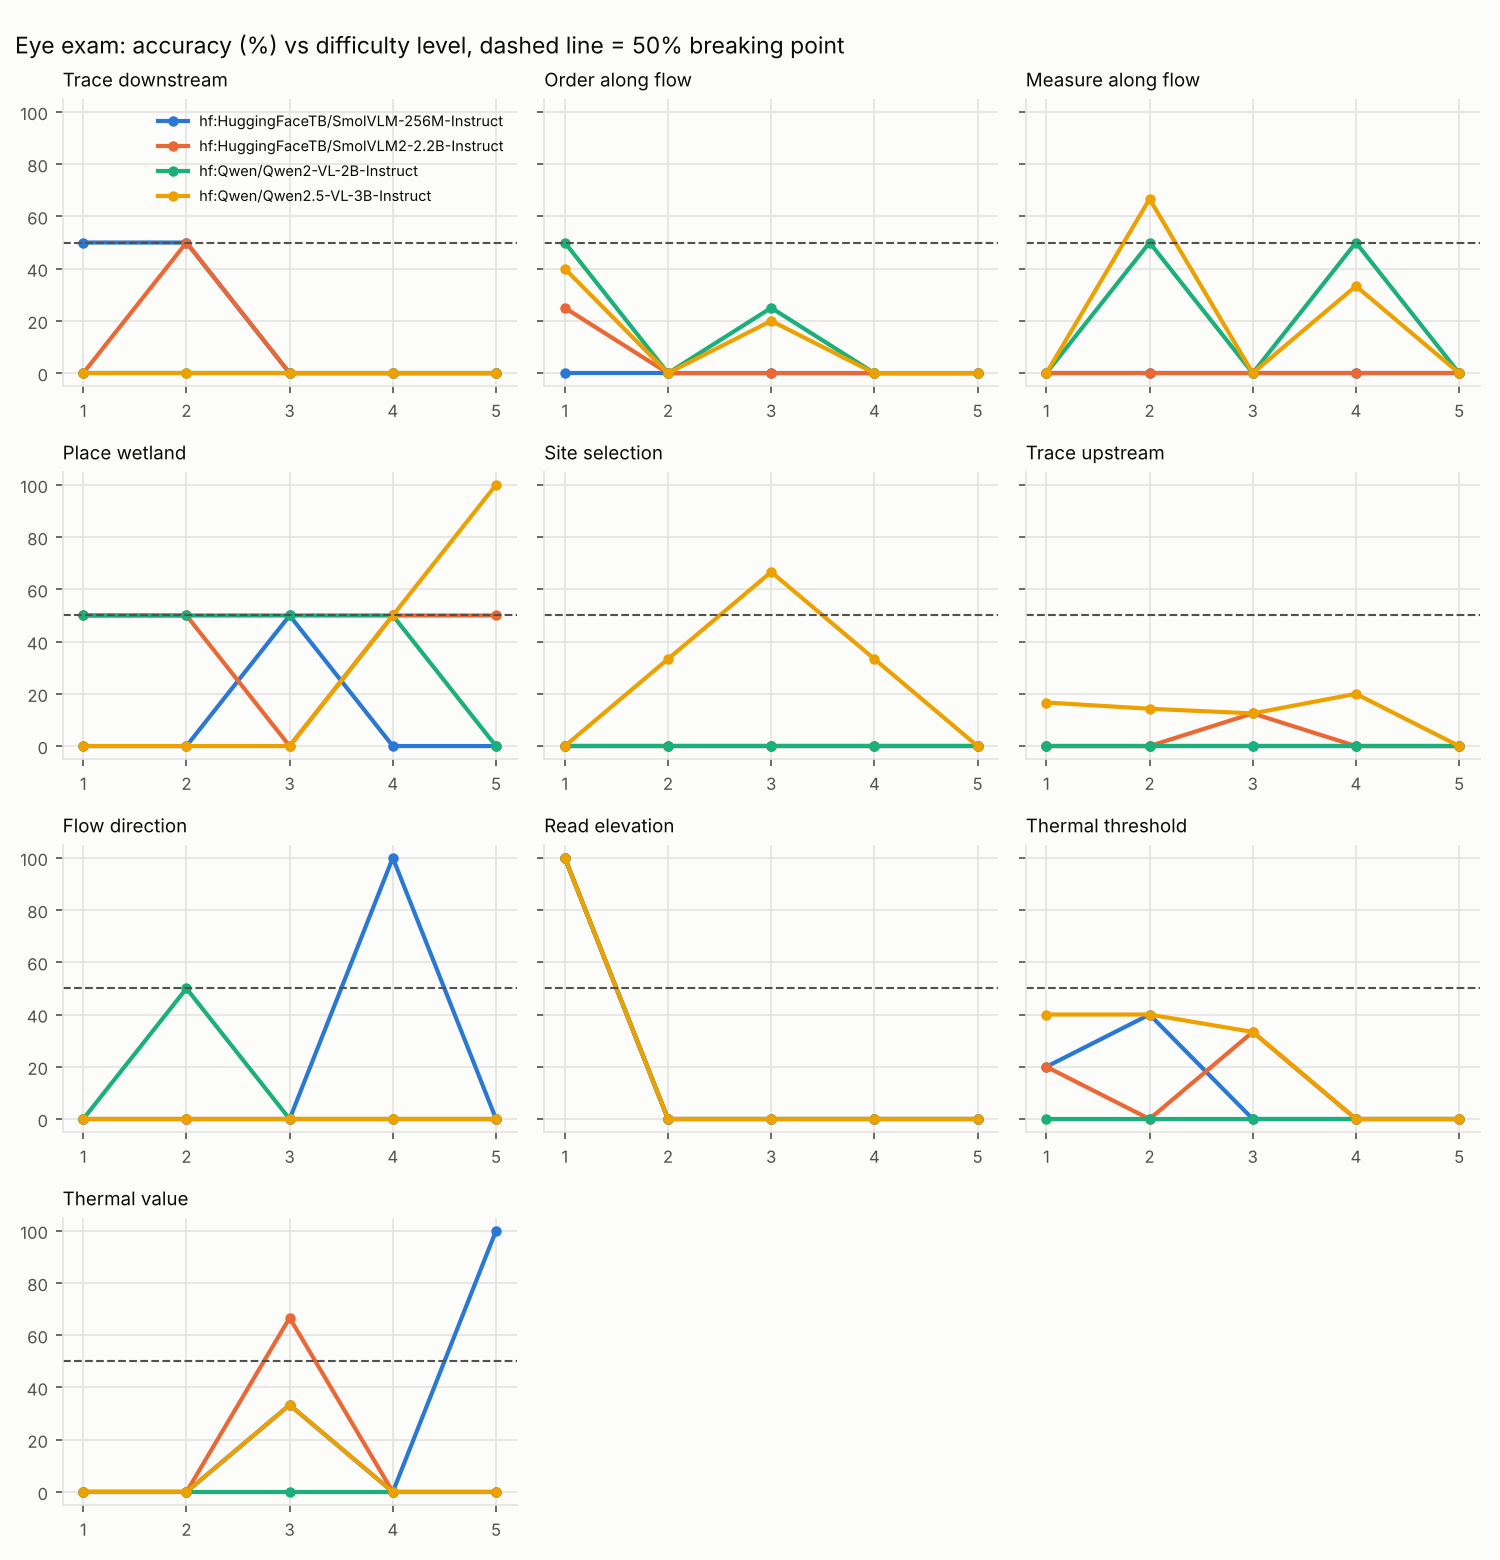 Eye exam: accuracy (%) vs difficulty level, dashed line = 50% breaking point
Trace downstream
Order along flow
Measure along flow
hf:HuggingFaceTB/SmolVLM-256M-Instruct
hf:HuggingFaceTB/SmolVLM2-2.2B-Instruct
hf:Qwen/Qwen2-VL-2B-Instruct
hf:Qwen/Qwen2.5-VL-3B-Instruct
100
80
60
40
20
0
1 2 3 4 5
1 2 3 4 5
1 2 3 4 5
Place wetland
Site selection
Trace upstream
100
80
60
40
20
0
1 2 3 4 5
1 2 3 4 5
1 2 3 4 5
Flow direction
Read elevation
Thermal threshold
100
80
60
40
20
0
1 2 3 4 5
1 2 3 4 5
1 2 3 4 5
Thermal value
100
80
60
40
20
0
1 2 3 4 5